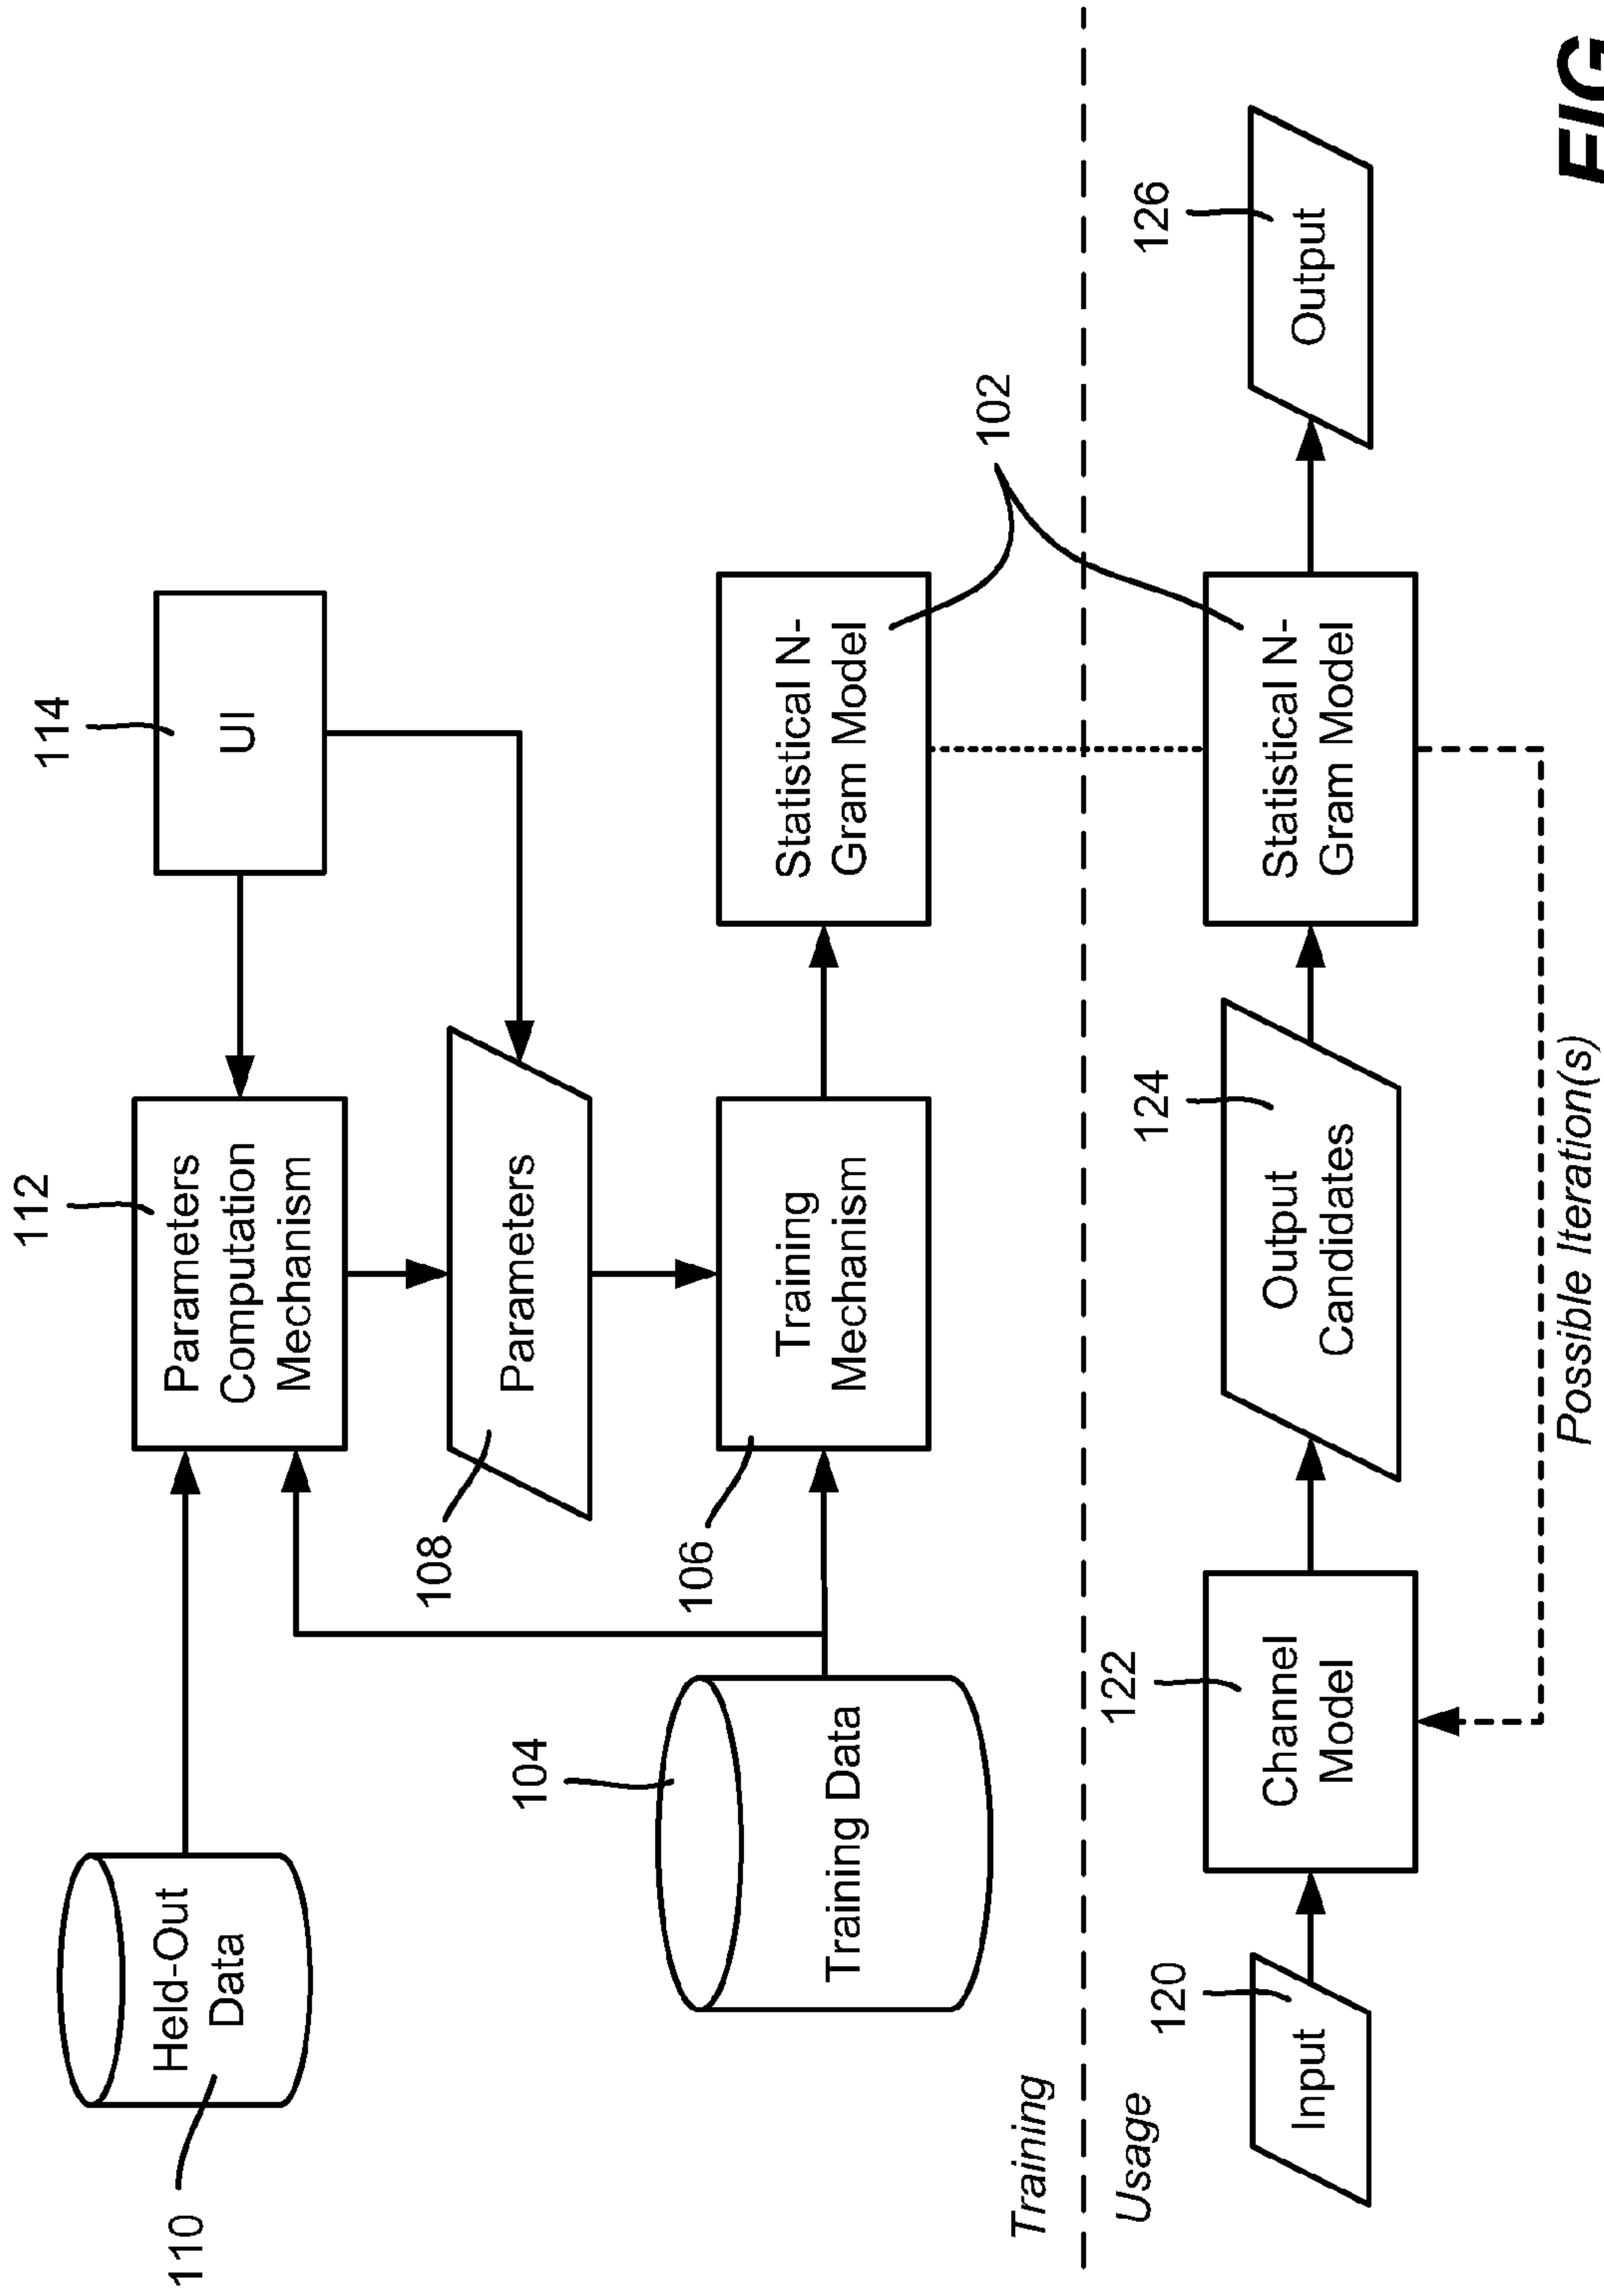 112
114
Held-Out
Data
110
Parameters
Computation
Mechanism
UI
108
Parameters
104
106
Training Data
Training
Mechanism
Statistical N-
Gram Model
102
Training
Usage
120
122
124
126
Input
Channel
Model
Output
Candidates
Statistical N-
Gram Model
Output
Possible Iteration(s)